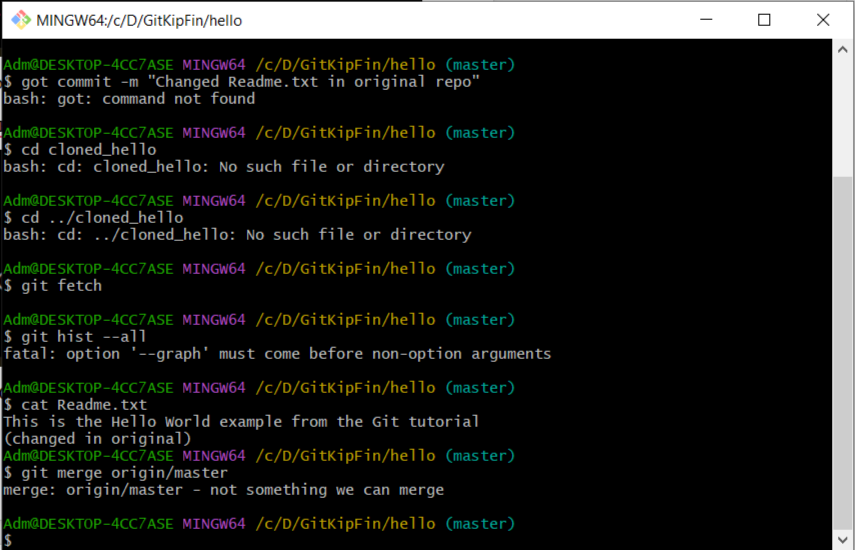 MINGW64:/c/D/GitKipFin/hello
Adm@DESKTOP-4CC7ASE MINGW64 /c/D/GitKipFin/hello (master)
$ got commit -m "Changed Readme.txt in original repo"
bash: got: command not found
Adm@DESKTOP-4CC7ASE MINGW64 /c/D/GitKipFin/hello (master)
$ cd cloned_hello
bash: cd: cloned_hello: No such file or directory
Adm@DESKTOP-4CC7ASE MINGW64 /c/D/GitKipFin/hello (master)
$ cd ../cloned_hello
bash: cd: ../cloned_hello: No such file or directory
Adm@DESKTOP-4CC7ASE MINGW64 /c/D/GitKipFin/hello (master)
$ git fetch
Adm@DESKTOP-4CC7ASE MINGW64 /c/D/GitKipFin/hello (master)
$ git hist --all
fatal: option '--graph' must come before non-option arguments
Adm@DESKTOP-4CC7ASE MINGW64 /c/D/GitKipFin/hello (master)
$ cat Readme.txt
This is the Hello World example from the Git tutorial
(changed in original)
Adm@DESKTOP-4CC7ASE MINGW64 /c/D/GitKipFin/hello (master)
$ git merge origin/master
merge: origin/master - not something we can merge
Adm@DESKTOP-4CC7ASE MINGW64 /c/D/GitKipFin/hello (master)
$